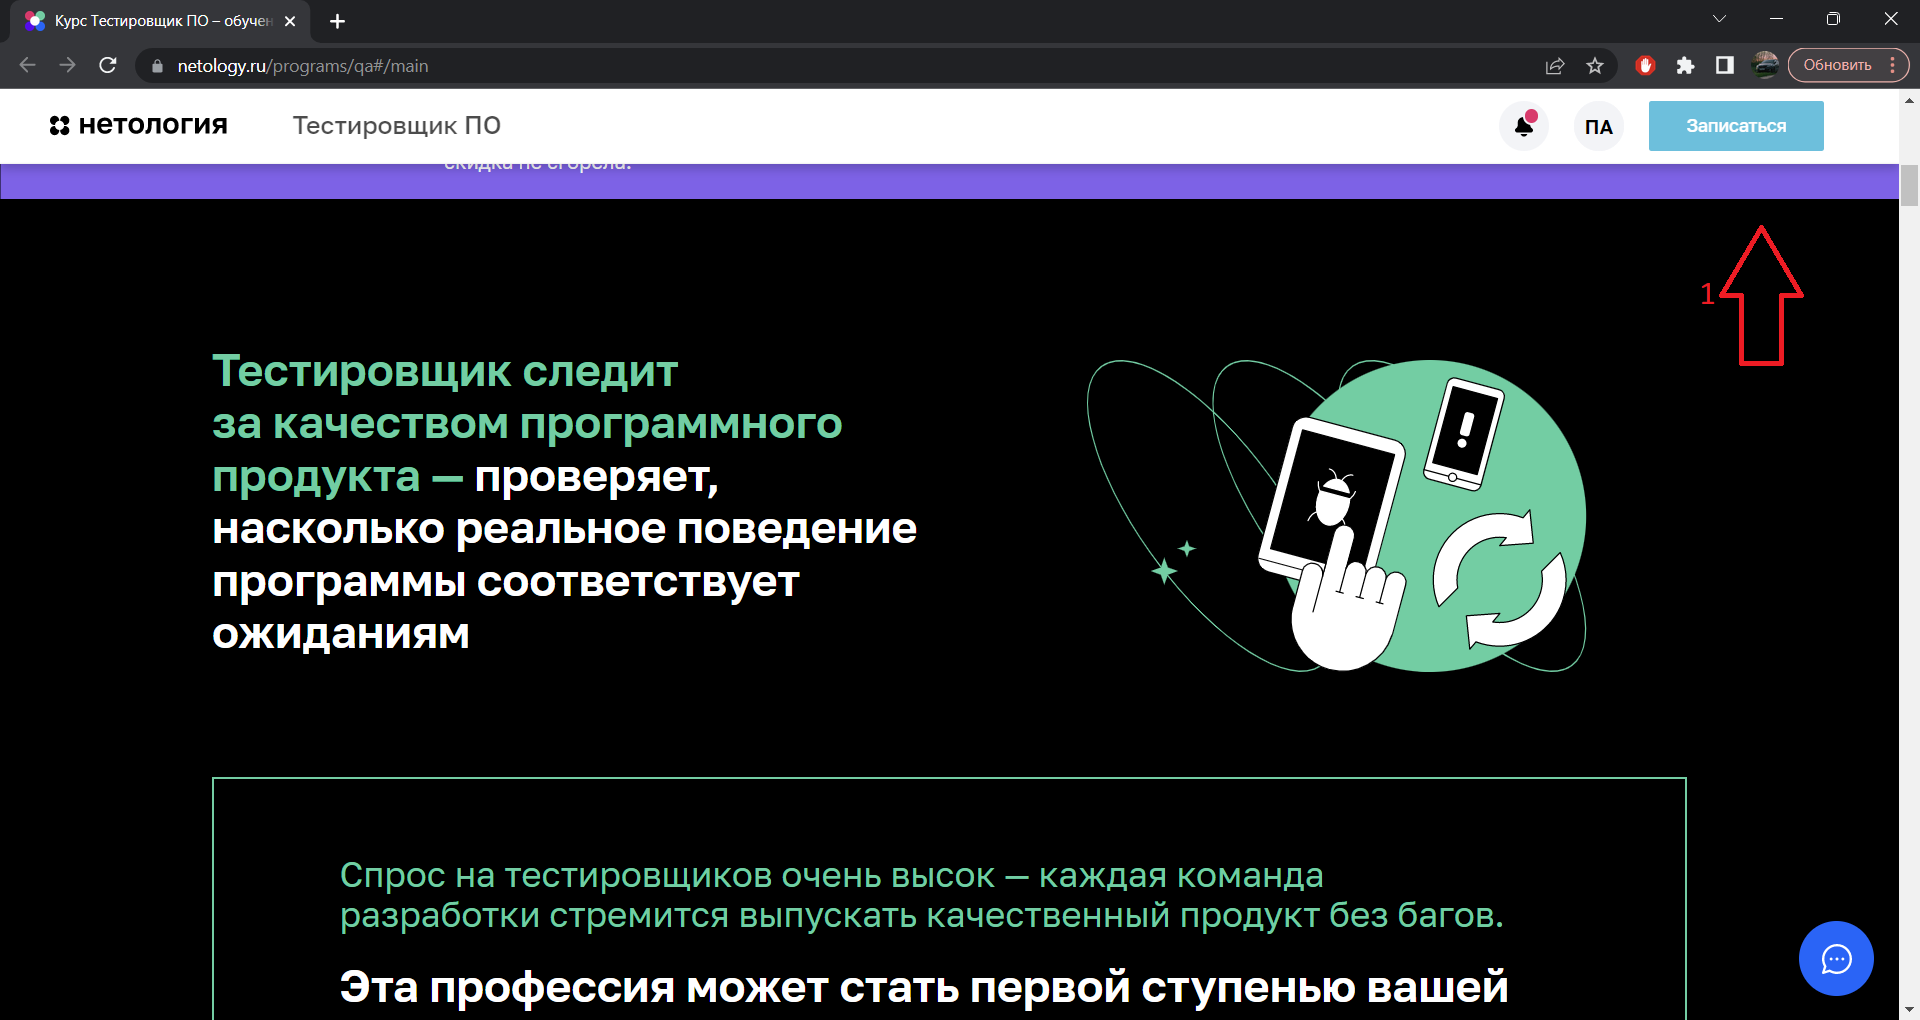 Курс Тестировщик ПО – обучен
netology.ru/programs/qa#/main
Обновить
нетология
Тестировщик ПО
ПА
Записаться
скидка не сгорела.
1
Тестировщик следит
за качеством программного
продукта — проверяет,
насколько реальное поведение
программы соответствует
ожиданиям
!
Спрос на тестировщиков очень высок — каждая команда
разработки стремится выпускать качественный продукт без багов.
Эта профессия может стать первой ступенью вашей